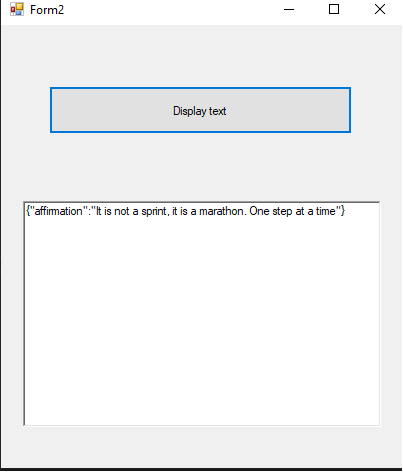 Form2
Display text
{"affirmation":"It is not a sprint, it is a marathon. One step at a time"}